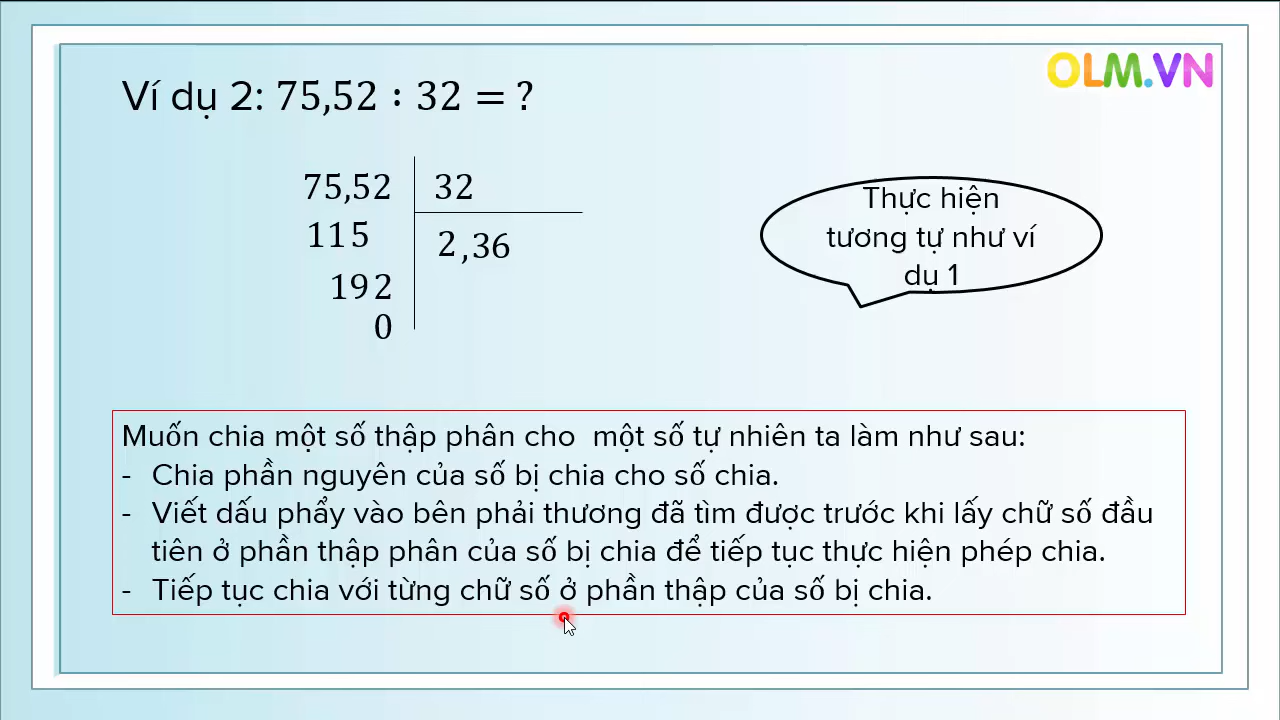 OLM.VN
Ví dụ 2: 75,52 : 32 = ?
75,52 32
115 2,36
192
0
Thực hiện
tương tự như ví
dụ 1
Muốn chia một số thập phân cho một số tự nhiên ta làm như sau:
- Chia phần nguyên của số bị chia cho số chia.
- Viết dấu phẩy vào bên phải thương đã tìm được trước khi lấy chữ số đầu
tiên ở phần thập phân của số bị chia để tiếp tục thực hiện phép chia.
- Tiếp tục chia với từng chữ số ở phần thập của số bị chia.